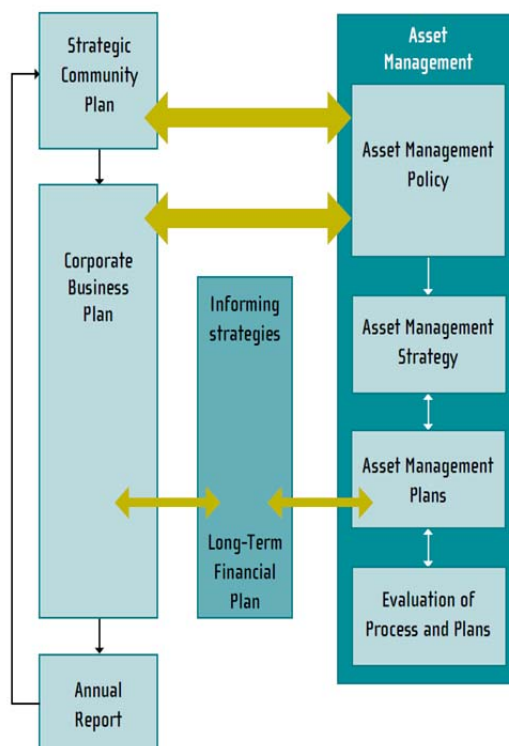 Strategic
Community
Plan
Corporate
Business
Plan
Annual
Report
Informing
strategies
Long-Term
Financial
Plan
Asset
Management
Asset Management
Policy
Asset Management
Strategy
Asset Management
Plans
Evaluation of
Process and Plans